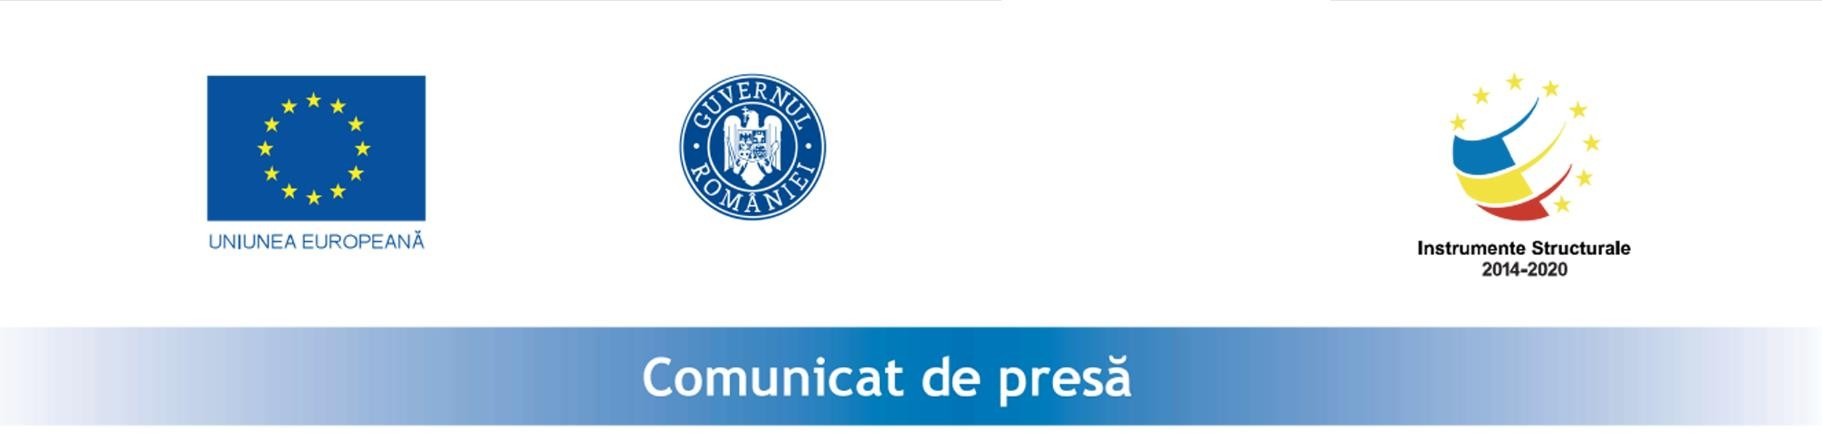 UNIUNEA EUROPEANĂ
GUVERNUL
ROMÂNIEI
Instrumente Structurale
2014-2020
Comunicat de presă